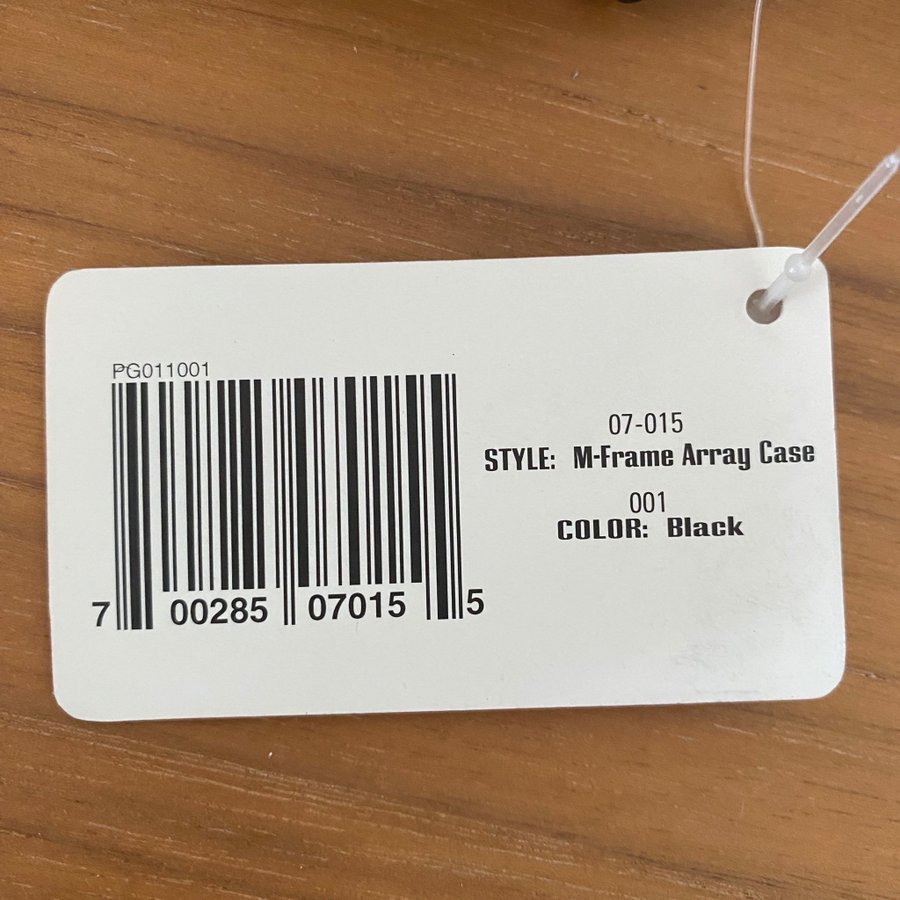 PG011001
7 00285 07015 5
07-015
STYLE: M-Frame Array Case
001
COLOR: Black